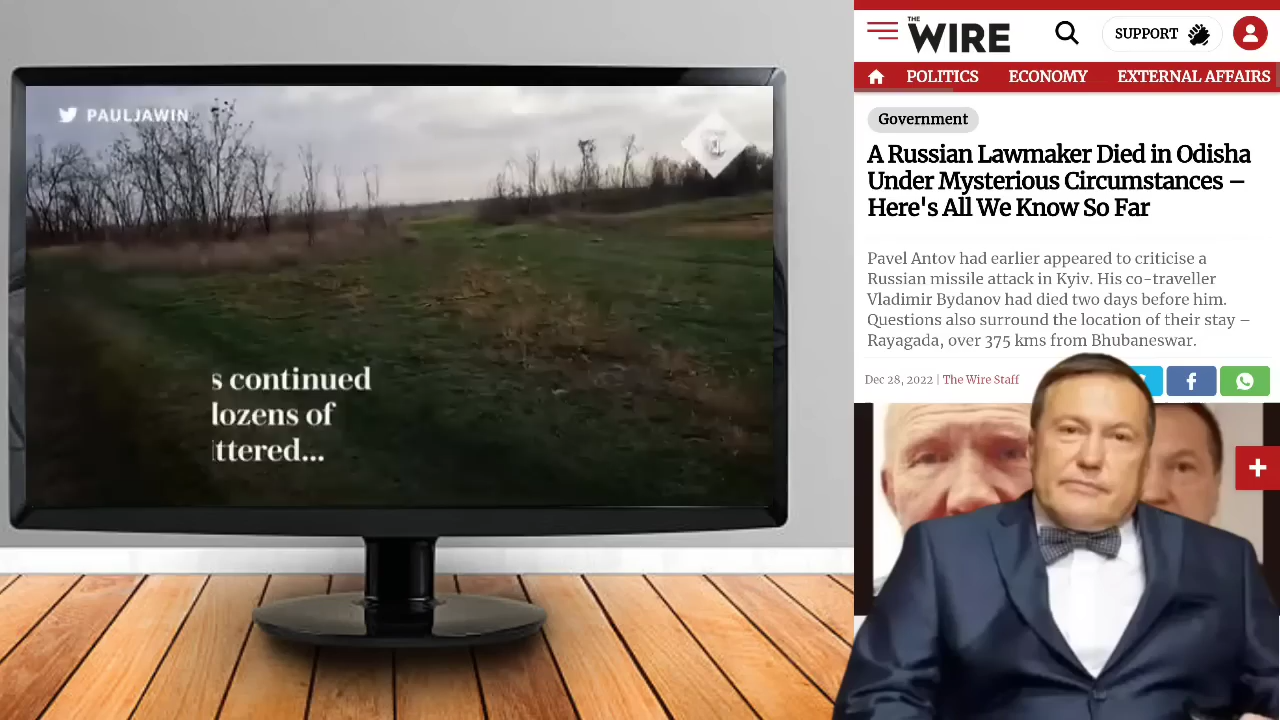 PAULJAWIN
s continued
lozens of
ittered...
THE
WIRE
SUPPORT
POLITICS ECONOMY EXTERNAL AFFAIRS
Government
A Russian Lawmaker Died in Odisha
Under Mysterious Circumstances –
Here's All We Know So Far
Pavel Antov had earlier appeared to criticise a
Russian missile attack in Kyiv. His co-traveller
Vladimir Bydanov had died two days before him.
Questions also surround the location of their stay –
Rayagada, over 375 kms from Bhubaneswar.
Dec 28, 2022 | The Wire Staff